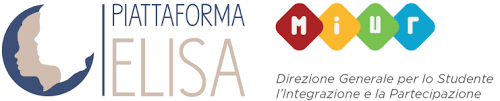 PIATTAFORMA
ELISA
MIUR
Direzione Generale per lo Studente
l'Integrazione e la Partecipazione